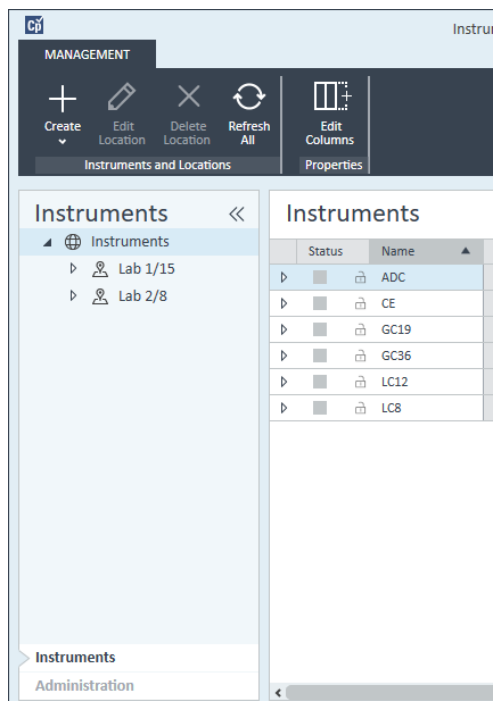 Cp
Instru
MANAGEMENT
Create
Edit Location
Delete Location
Refresh All
Edit Columns
Instruments and Locations
Properties
Instruments
Instruments
Lab 1/15
Lab 2/8
Instruments
Administration
Instruments
Status Name
ADC
CE
GC19
GC36
LC12
LC8